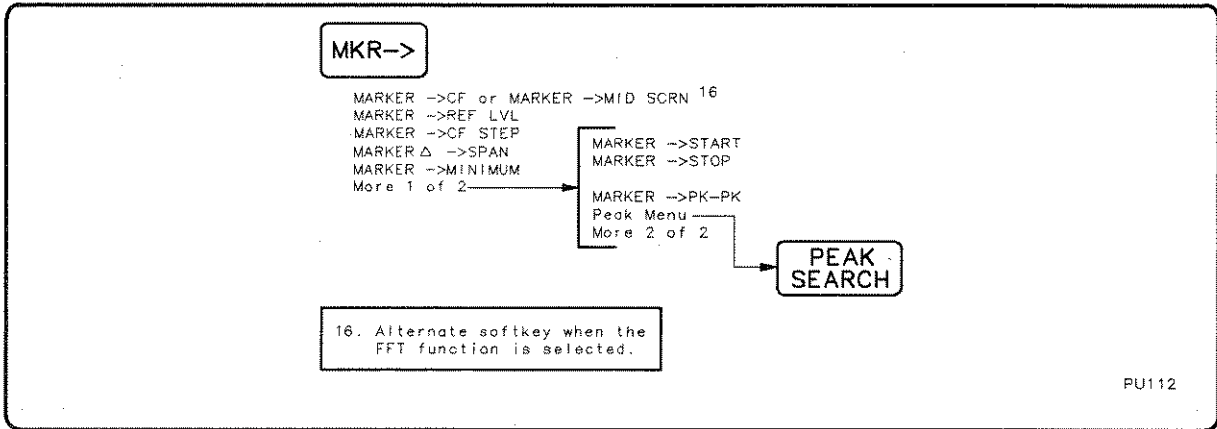 MKR->
MARKER ->CF or MARKER ->MID SCRN 16
MARKER ->REF LVL
MARKER ->CF STEP
MARKER △ ->SPAN
MARKER ->MINIMUM
More 1 of 2
MARKER ->START
MARKER ->STOP
MARKER ->PK-PK
Peak Menu
More 2 of 2
PEAK
SEARCH
16. Alternate softkey when the
FFT function is selected.
PU112